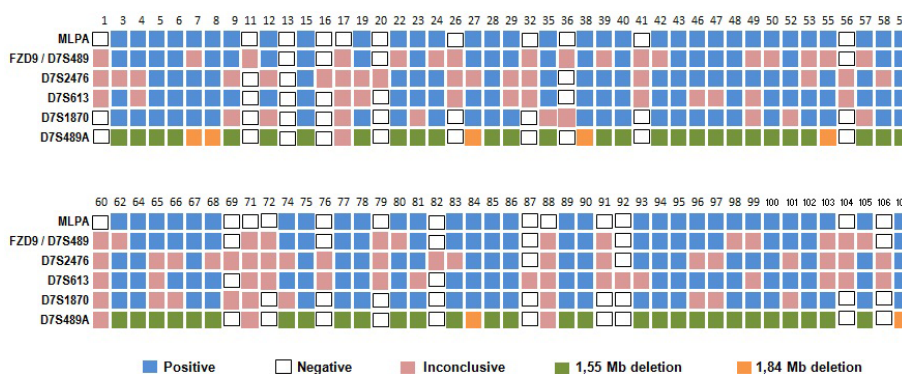 1 3 4 5 6 7 8 9 11 12 13 15 16 17 19 20 22 23 24 26 27 28 29 32 35 36 38 39 40 41 42 43 46 47 48 49 51 52 53 55 56 57 58
MLPA
FZD9 / D7S489
D7S2476
D7S613
D7S1870
D7S489A
60 62 64 65 66 68 69 71 72 74 75 76 77 78 79 80 81 82 83 84 85 86 87 88 89 90 91 92 93 94 95 96 97 98 99 100 101 102 103 104 105 106
MLPA
FZD9 / D7S489
D7S2476
D7S613
D7S1870
D7S489A
Positive Negative Inconclusive 1,55 Mb deletion 1,84 Mb deletion